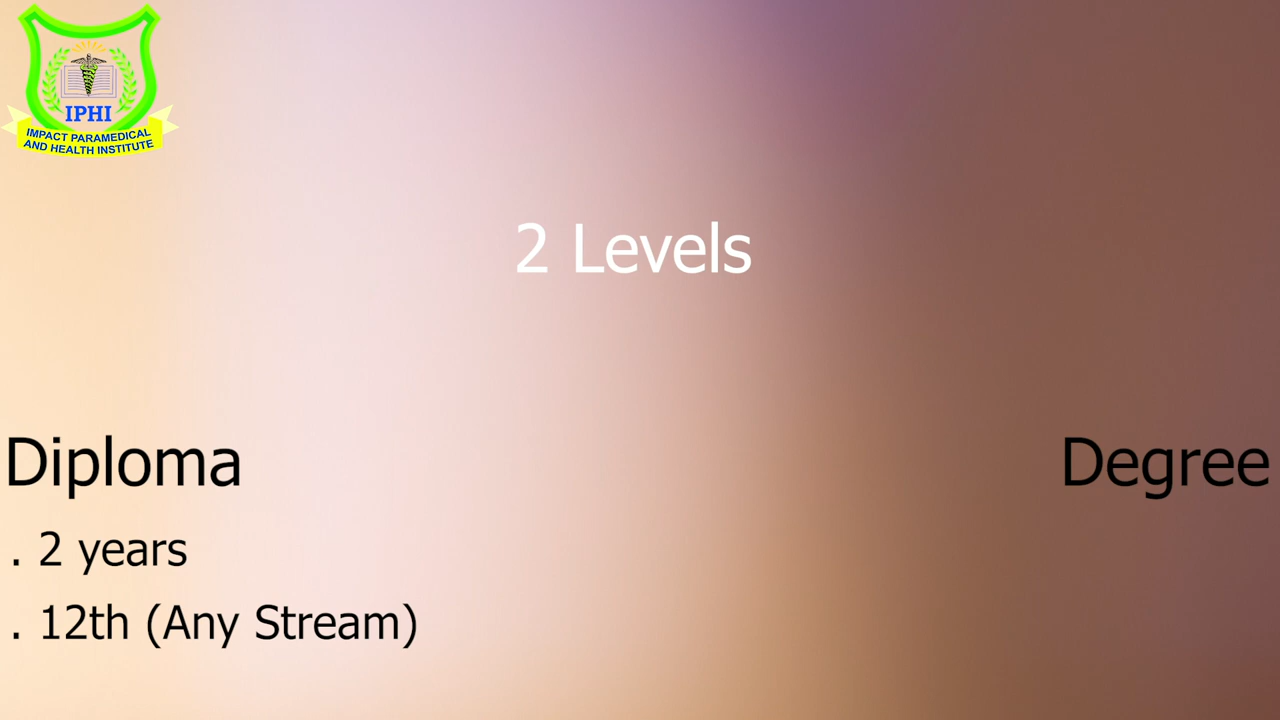 IPHI
IMPACT PARAMEDICAL
AND HEALTH INSTITUTE
2 Levels
Diploma
Degree
. 2 years
. 12th (Any Stream)